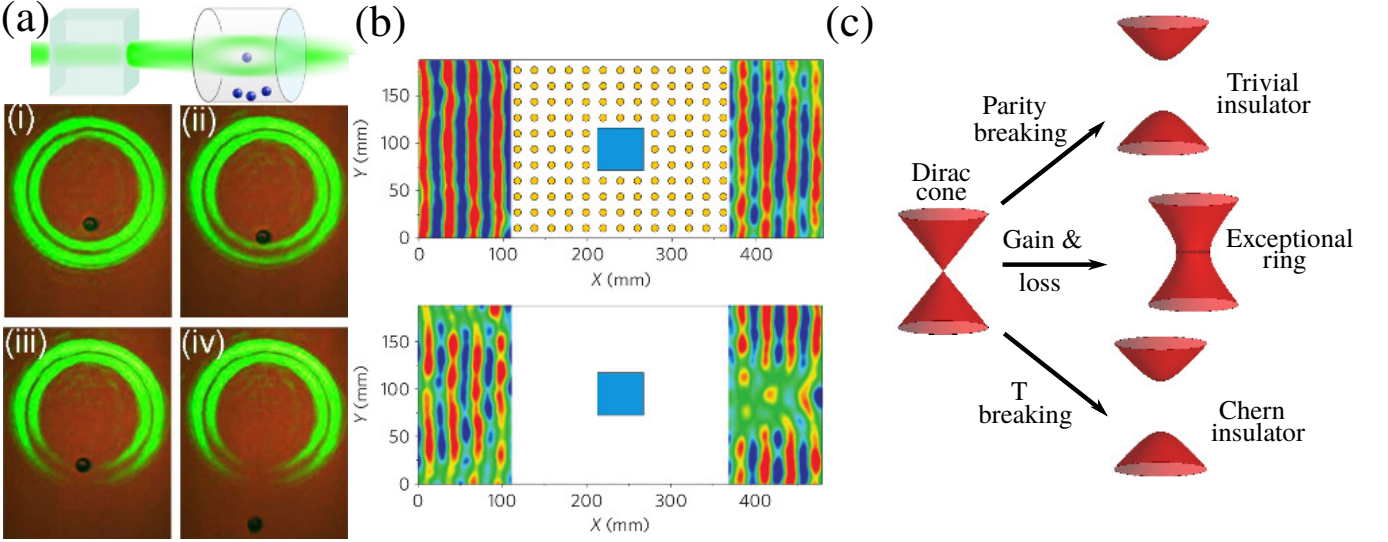 (a)
(i)
(ii)
(iii)
(iv)
(b)
Y (mm)
150
100
50
0
0
100
200
300
400
X (mm)
Y (mm)
150
100
50
0
0
100
200
300
400
X (mm)
(c)
Dirac
cone
Parity
breaking
Gain &
loss
T
breaking
Trivial
insulator
Exceptional
ring
Chern
insulator